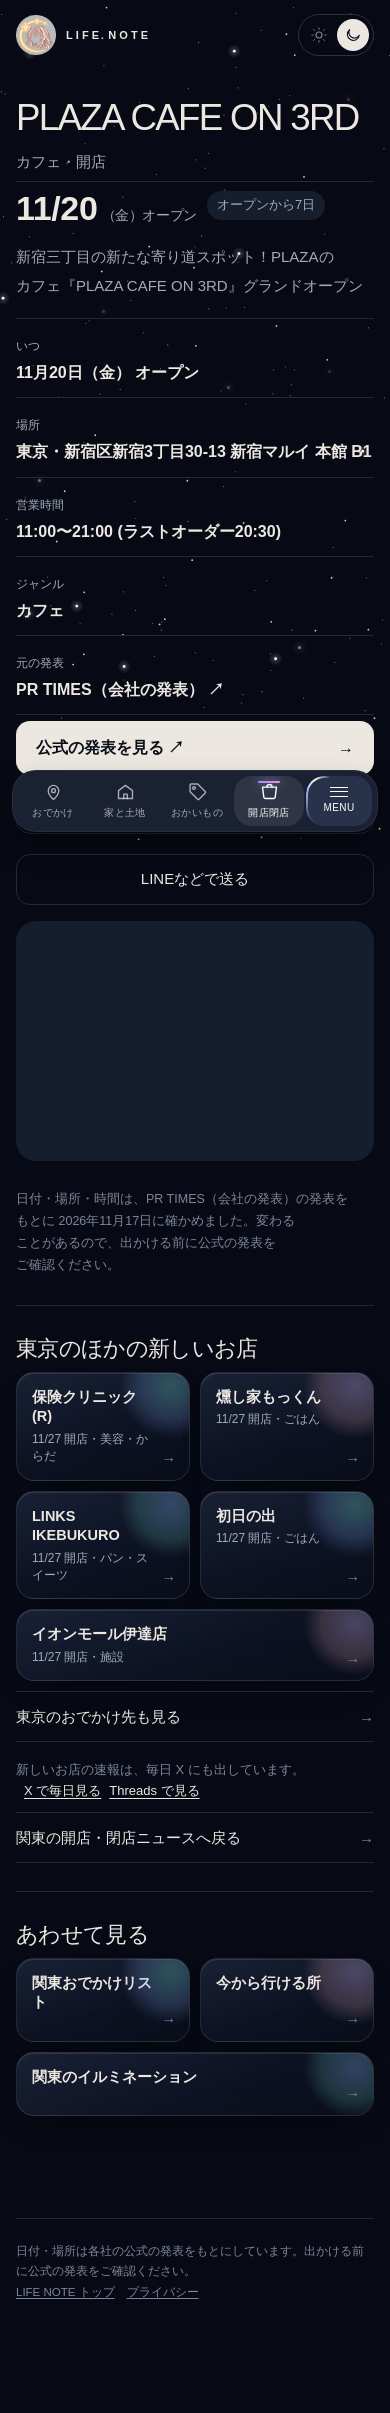 LIFE.NOTE
PLAZA CAFE ON 3RD
カフェ・開店
11/20 （金）オープン オープンから7日
新宿三丁目の新たな寄り道スポット！PLAZAの
カフェ『PLAZA CAFE ON 3RD』グランドオープン
いつ
11月20日（金） オープン
場所
東京・新宿区新宿3丁目30-13 新宿マルイ 本館 B1
営業時間
11:00〜21:00 (ラストオーダー20:30)
ジャンル
カフェ
元の発表
PR TIMES（会社の発表） ↗
公式の発表を見る ↗ →
おでかけ 家と土地 おかいもの 開店閉店 MENU
LINEなどで送る
日付・場所・時間は、PR TIMES（会社の発表）の発表を
もとに 2026年11月17日に確かめました。変わる
ことがあるので、出かける前に公式の発表を
ご確認ください。
東京のほかの新しいお店
保険クリニック
(R)
11/27 開店・美容・か
らだ →
燻し家もっくん
11/27 開店・ごはん
→
LINKS
IKEBUKURO
11/27 開店・パン・ス
イーツ →
初日の出
11/27 開店・ごはん
→
イオンモール伊達店
11/27 開店・施設 →
東京のおでかけ先も見る →
新しいお店の速報は、毎日 X にも出しています。
X で毎日見る Threads で見る
関東の開店・閉店ニュースへ戻る →
あわせて見る
関東おでかけリス
ト →
今から行ける所
→
関東のイルミネーション
→
日付・場所は各社の公式の発表をもとにしています。出かける前
に公式の発表をご確認ください。
LIFE NOTE トップ プライバシー